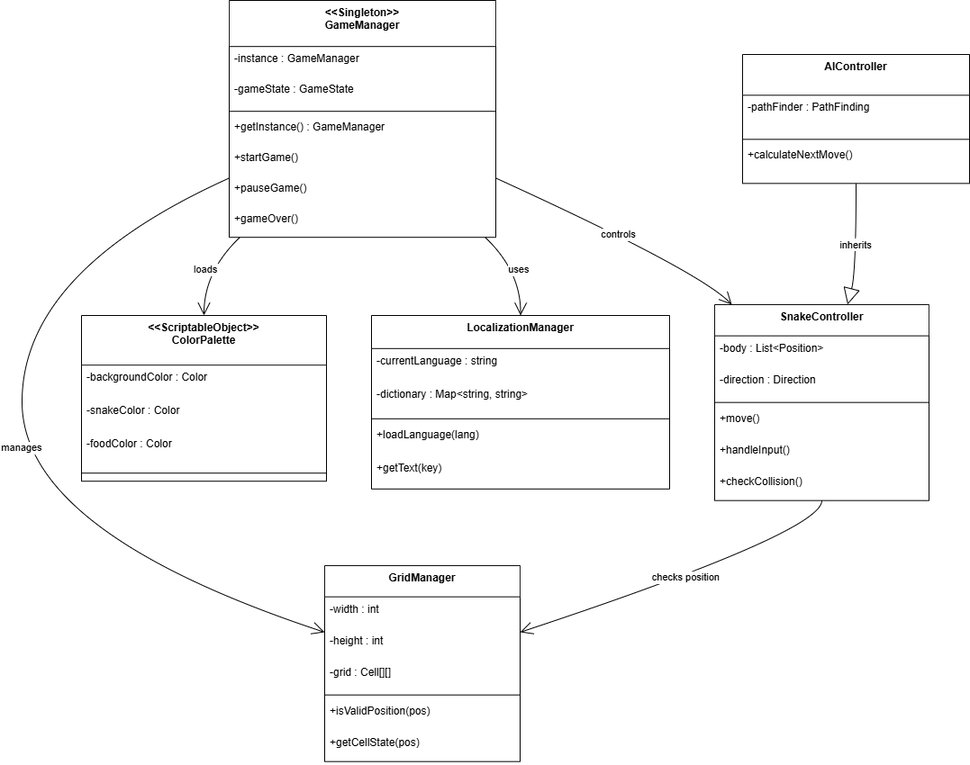 <<Singleton>>
GameManager
-instance : GameManager
-gameState : GameState
+getInstance() : GameManager
+startGame()
+pauseGame()
+gameOver()
AIController
-pathFinder : PathFinding
+calculateNextMove()
controls
inherits
loads
uses
<<ScriptableObject>>
ColorPalette
-backgroundColor : Color
-snakeColor : Color
-foodColor : Color
LocalizationManager
-currentLanguage : string
-dictionary : Map<string, string>
+loadLanguage(lang)
+getText(key)
SnakeController
-body : List<Position>
-direction : Direction
+move()
+handleInput()
+checkCollision()
manages
checks position
GridManager
-width : int
-height : int
-grid : Cell[][]
+isValidPosition(pos)
+getCellState(pos)